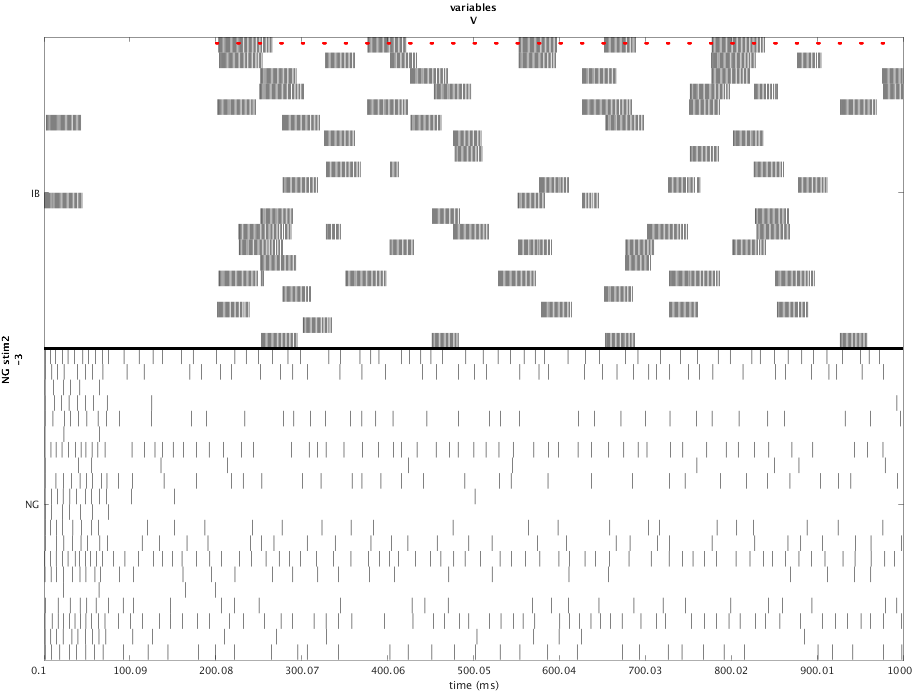 variables
V
IB
NG stim2
-3
NG
0.1
100.09
200.08
300.07
400.06
500.05
600.04
700.03
800.02
900.01
1000
time (ms)